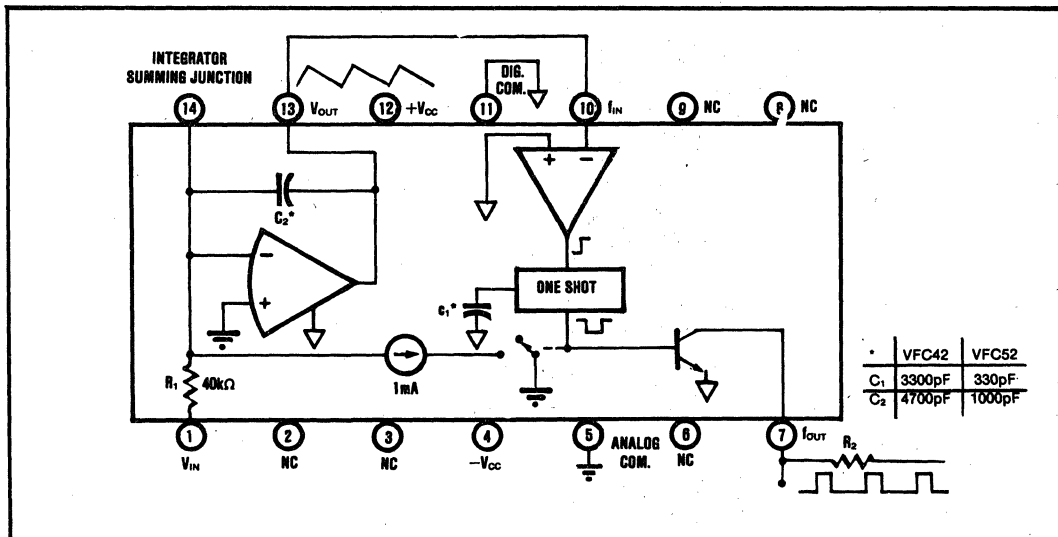 INTEGRATOR
SUMMING JUNCTION
DIG.
COM.
14
13 VOUT
12 +VCC
11
10 fIN
9 NC
8 NC
+ −
C2*
−
+
ONE SHOT
C1*
R1 40kΩ
1mA
* VFC42 VFC52
C1 3300pF 330pF
C2 4700pF 1000pF
1
2
3
4
5
ANALOG
COM.
6
7 fOUT
VIN
NC
NC
−VCC
NC
R2